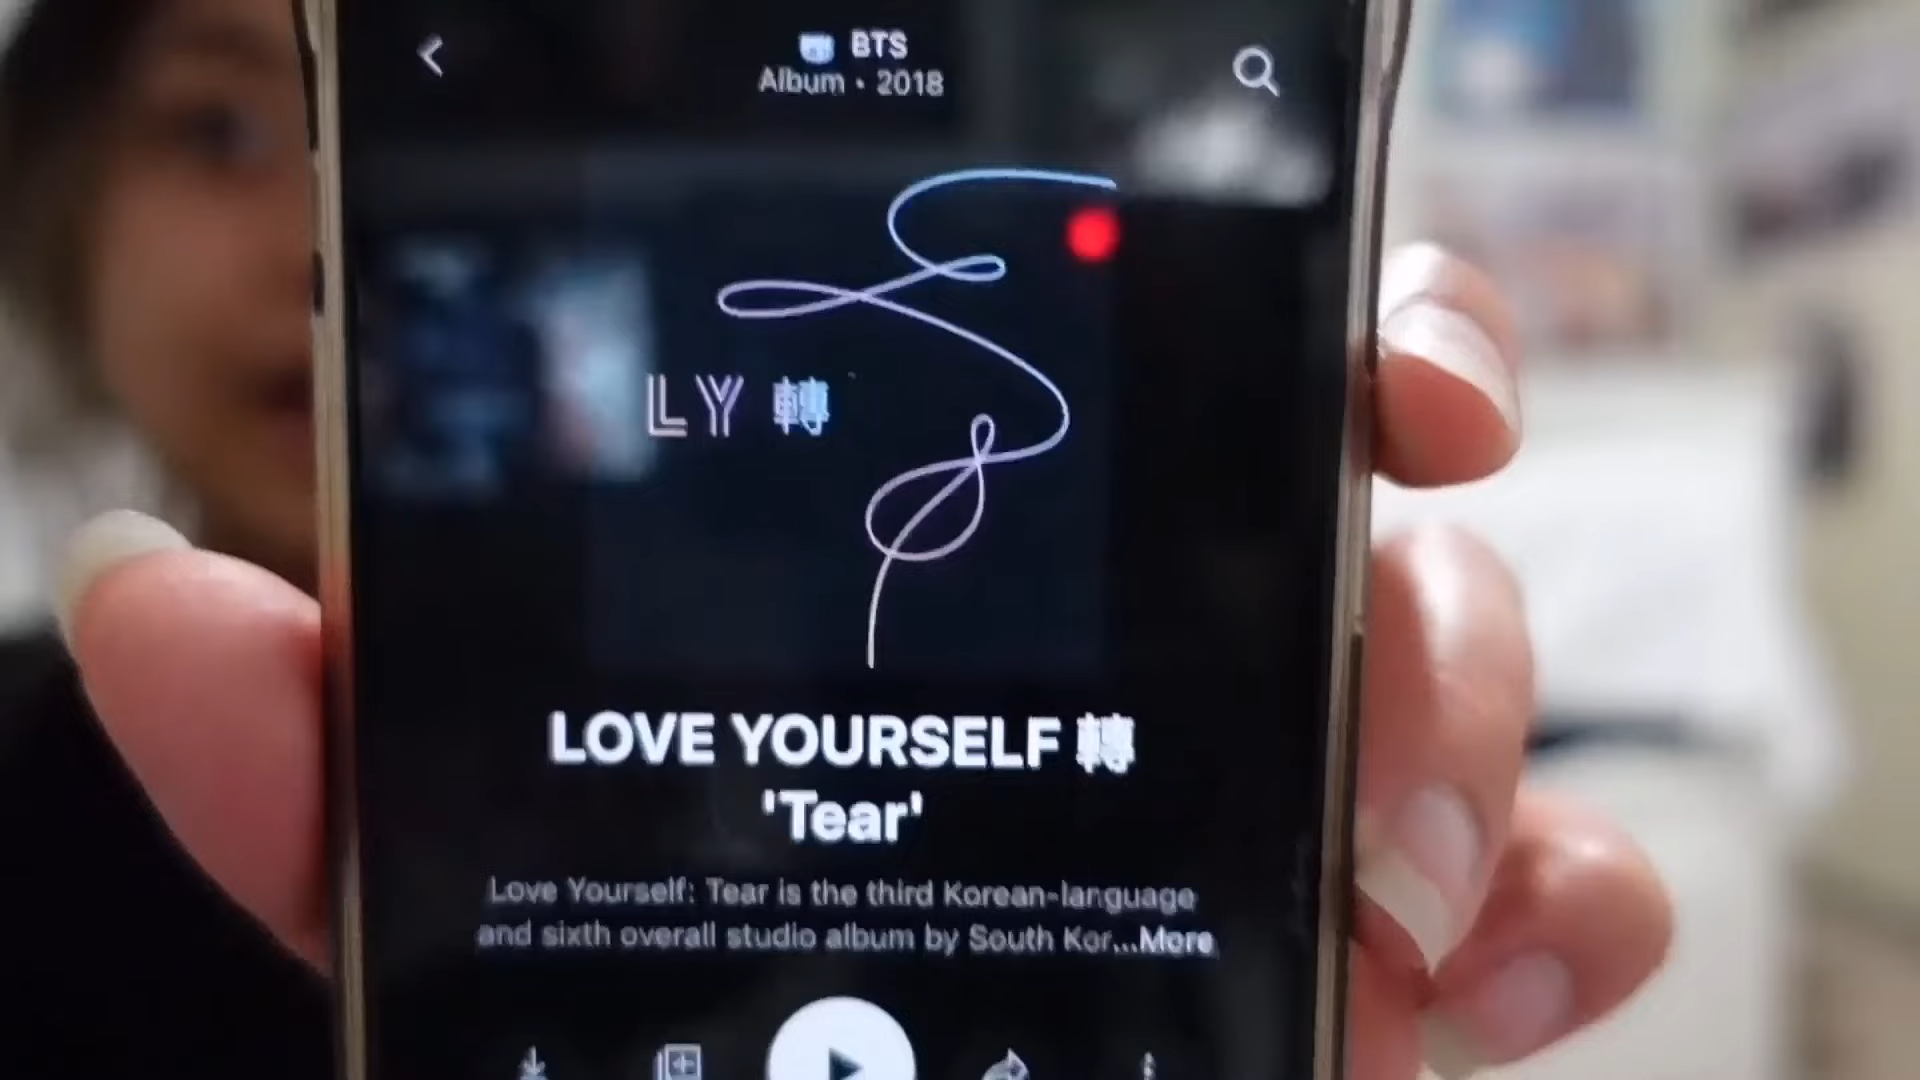 BTS
Album • 2018
LY 轉
LOVE YOURSELF 轉
'Tear'
Love Yourself: Tear is the third Korean-language
and sixth overall studio album by South Kor...More